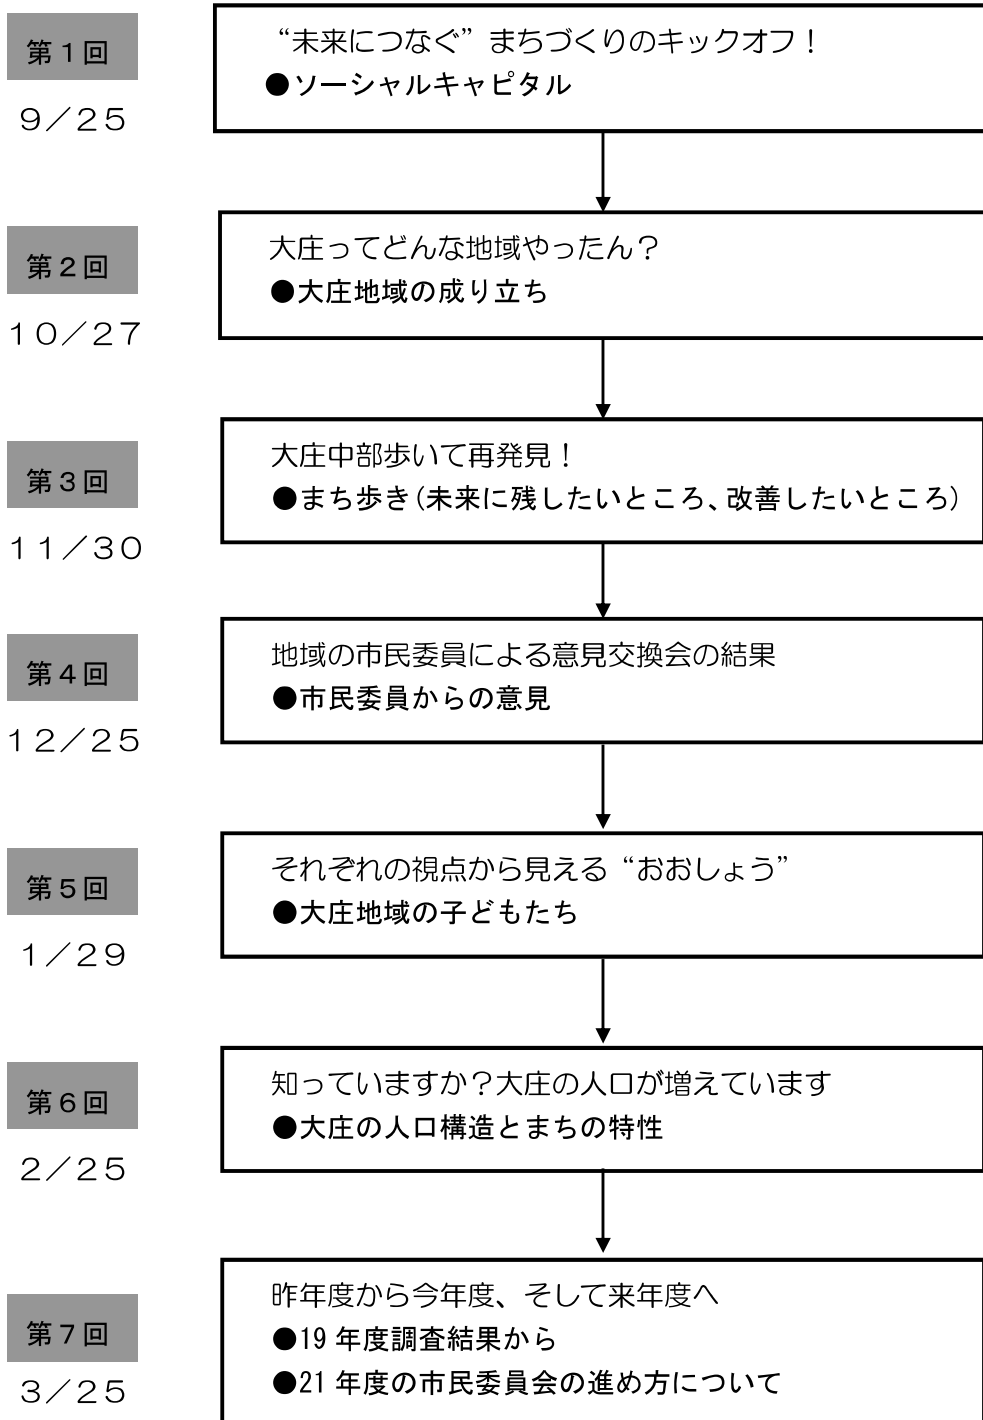 第1回
9/25
“未来につなぐ”まちづくりのキックオフ！
●ソーシャルキャピタル
第2回
10/27
大庄ってどんな地域やったん？
●大庄地域の成り立ち
第3回
11/30
大庄中部歩いて再発見！
●まち歩き(未来に残したいところ、改善したいところ)
第4回
12/25
地域の市民委員による意見交換会の結果
●市民委員からの意見
第5回
1/29
それぞれの視点から見える“おおしょう”
●大庄地域の子どもたち
第6回
2/25
知っていますか？大庄の人口が増えています
●大庄の人口構造とまちの特性
第7回
3/25
昨年度から今年度、そして来年度へ
●19年度調査結果から
●21年度の市民委員会の進め方について